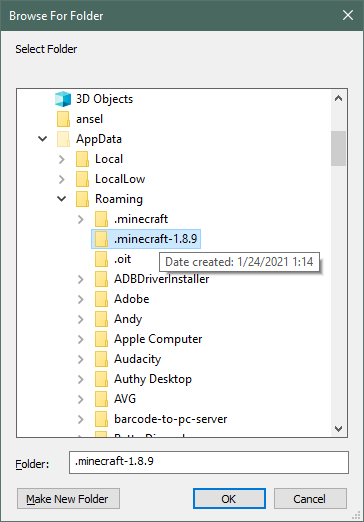 Browse For Folder
Select Folder
3D Objects
ansel
AppData
Local
LocalLow
Roaming
.minecraft
.minecraft-1.8.9
.oit
Date created: 1/24/2021 1:14
ADBDriverInstaller
Adobe
Andy
Apple Computer
Audacity
Authy Desktop
AVG
barcode-to-pc-server
Folder: .minecraft-1.8.9
Make New Folder OK Cancel